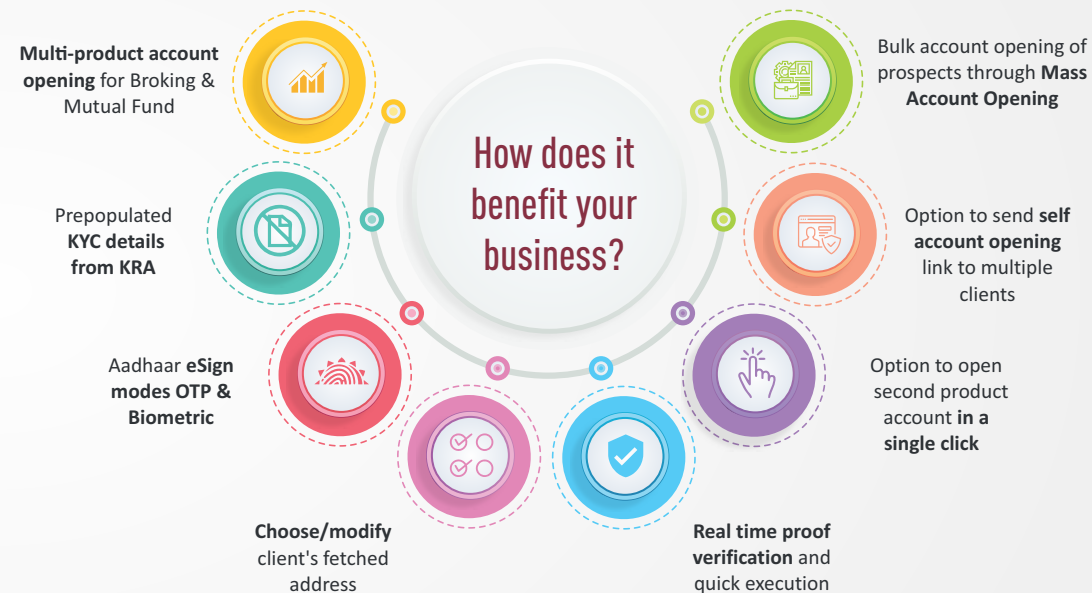 How does it
benefit your
business?
Multi-product account
opening for Broking &
Mutual Fund
Prepopulated
KYC details
from KRA
Aadhaar eSign
modes OTP &
Biometric
Choose/modify
client's fetched
address
Real time proof
verification and
quick execution
Option to open
second product
account in a
single click
Option to send self
account opening
link to multiple
clients
Bulk account opening of
prospects through Mass
Account Opening